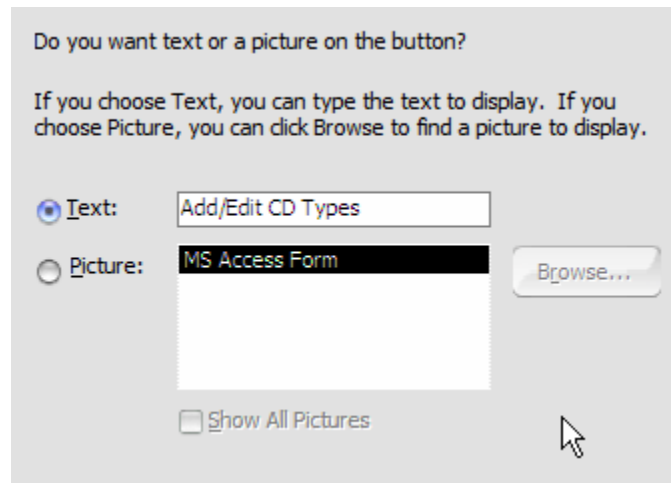 Do you want text or a picture on the button?
If you choose Text, you can type the text to display.  If you
choose Picture, you can click Browse to find a picture to display.
Text: Add/Edit CD Types
Picture: MS Access Form Browse...
Show All Pictures